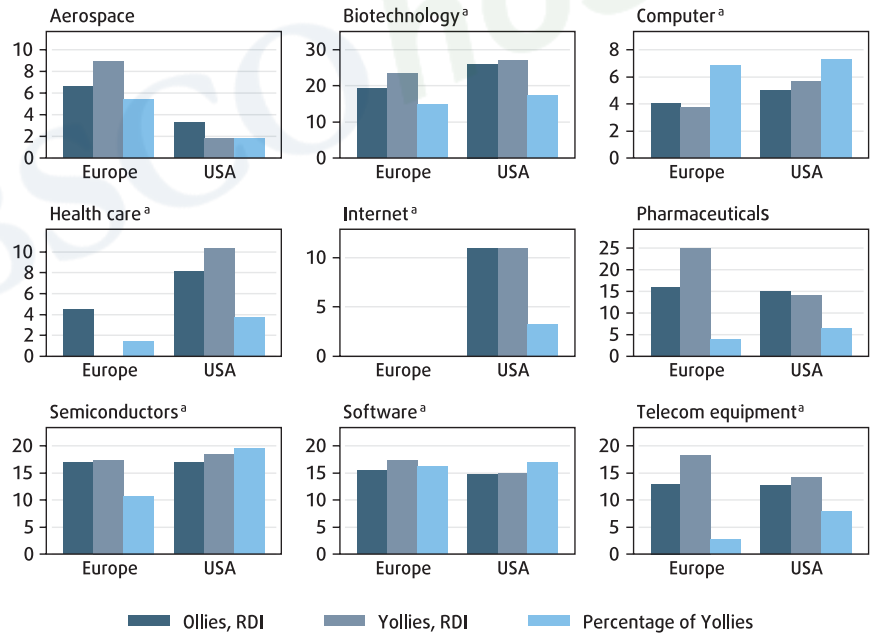 Aerospace
10
8
6
4
2
0
Europe USA
Biotechnology ᵃ
30
20
10
0
Europe USA
Computer ᵃ
8
6
4
2
0
Europe USA
Health care ᵃ
10
8
6
4
2
0
Europe USA
Internet ᵃ
10
5
0
Europe USA
Pharmaceuticals
25
20
15
10
5
0
Europe USA
Semiconductors ᵃ
20
15
10
5
0
Europe USA
Software ᵃ
20
15
10
5
0
Europe USA
Telecom equipment ᵃ
20
15
10
5
0
Europe USA
Ollies, RDI Yollies, RDI Percentage of Yollies